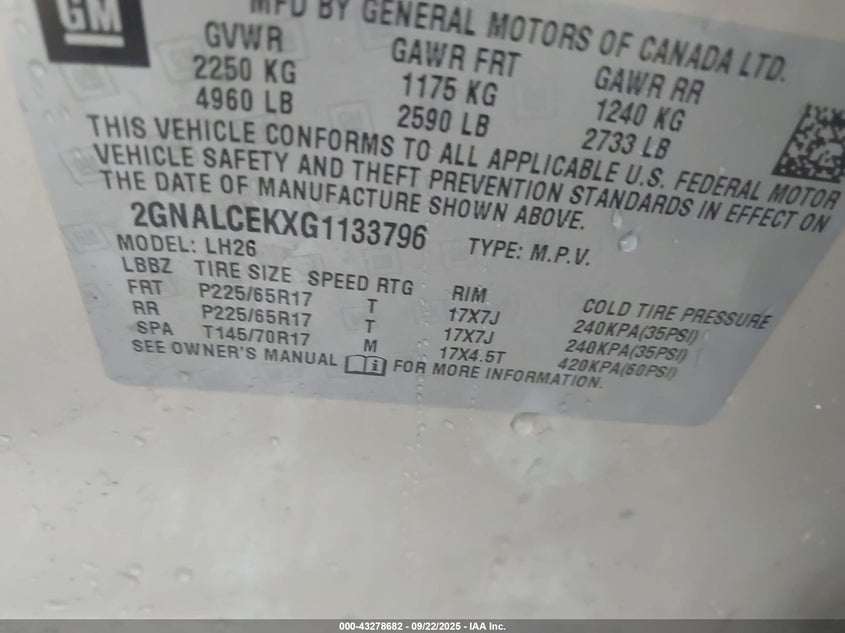 GM
MFD BY GENERAL MOTORS OF CANADA LTD.
GVWR GAWR FRT GAWR RR
2250 KG 1175 KG 1240 KG
4960 LB 2590 LB 2733 LB
THIS VEHICLE CONFORMS TO ALL APPLICABLE U.S. FEDERAL MOTOR
VEHICLE SAFETY AND THEFT PREVENTION STANDARDS IN EFFECT ON
THE DATE OF MANUFACTURE SHOWN ABOVE.
2GNALCEKXG1133796 TYPE: M.P.V.
MODEL: LH26
LBBZ TIRE SIZE SPEED RTG RIM COLD TIRE PRESSURE
FRT P225/65R17 T 17X7J 240KPA(35PSI)
RR P225/65R17 T 17X7J 240KPA(35PSI)
SPA T145/70R17 M 17X4.5T 420KPA(60PSI)
SEE OWNER'S MANUAL FOR MORE INFORMATION.
000-43278682 - 09/22/2025 - IAA Inc.